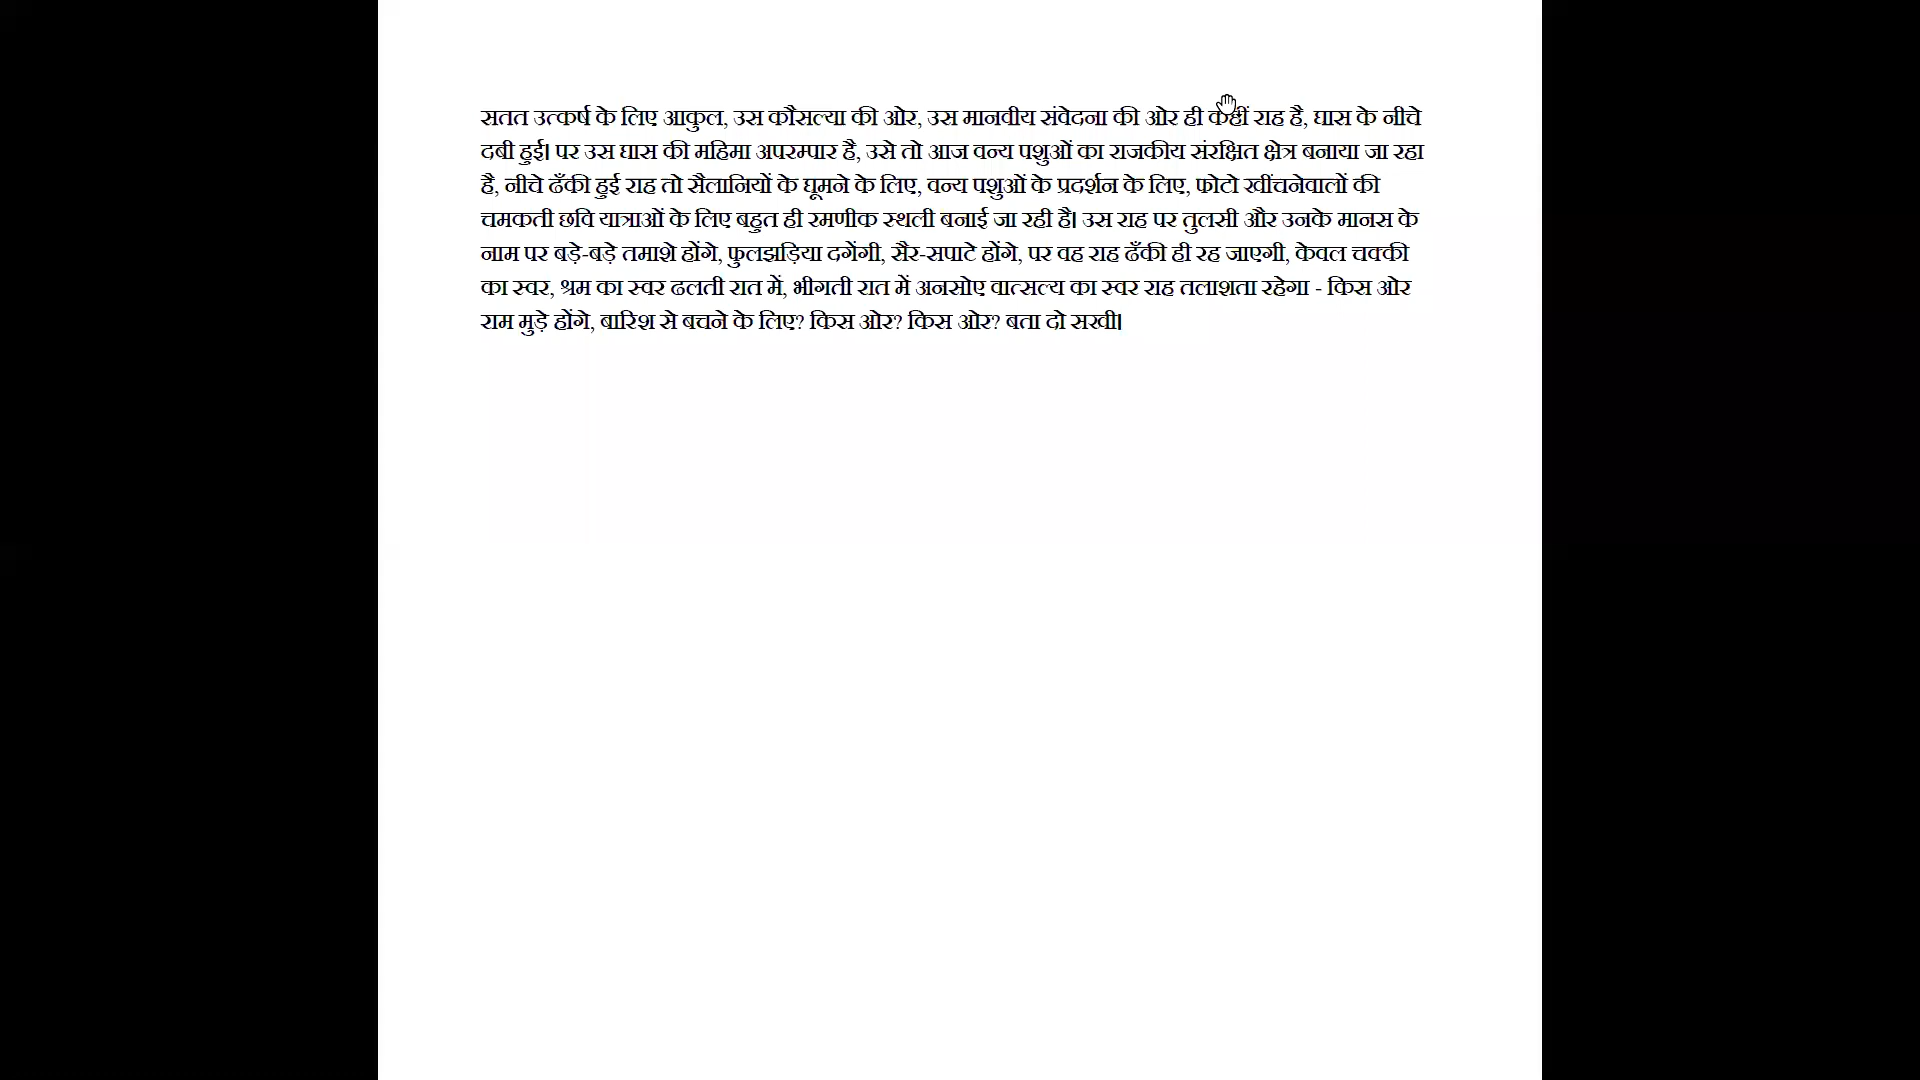 सतत उत्कर्ष के लिए आकुल, उस कौसल्या की ओर, उस मानवीय संवेदना की ओर ही कहीं राह है, घास के नीचे
दबी हुई। पर उस घास की महिमा अपरम्पार है, उसे तो आज वन्य पशुओं का राजकीय संरक्षित क्षेत्र बनाया जा रहा
है, नीचे ढँकी हुई राह तो सैलानियों के घूमने के लिए, वन्य पशुओं के प्रदर्शन के लिए, फोटो खींचनेवालों की
चमकती छवि यात्राओं के लिए बहुत ही रमणीक स्थली बनाई जा रही है। उस राह पर तुलसी और उनके मानस के
नाम पर बड़े-बड़े तमाशे होंगे, फुलझड़िया दगेंगी, सैर-सपाटे होंगे, पर वह राह ढँकी ही रह जाएगी, केवल चक्की
का स्वर, श्रम का स्वर ढलती रात में, भीगती रात में अनसोए वात्सल्य का स्वर राह तलाशता रहेगा - किस ओर
राम मुड़े होंगे, बारिश से बचने के लिए? किस ओर? किस ओर? बता दो सखी।